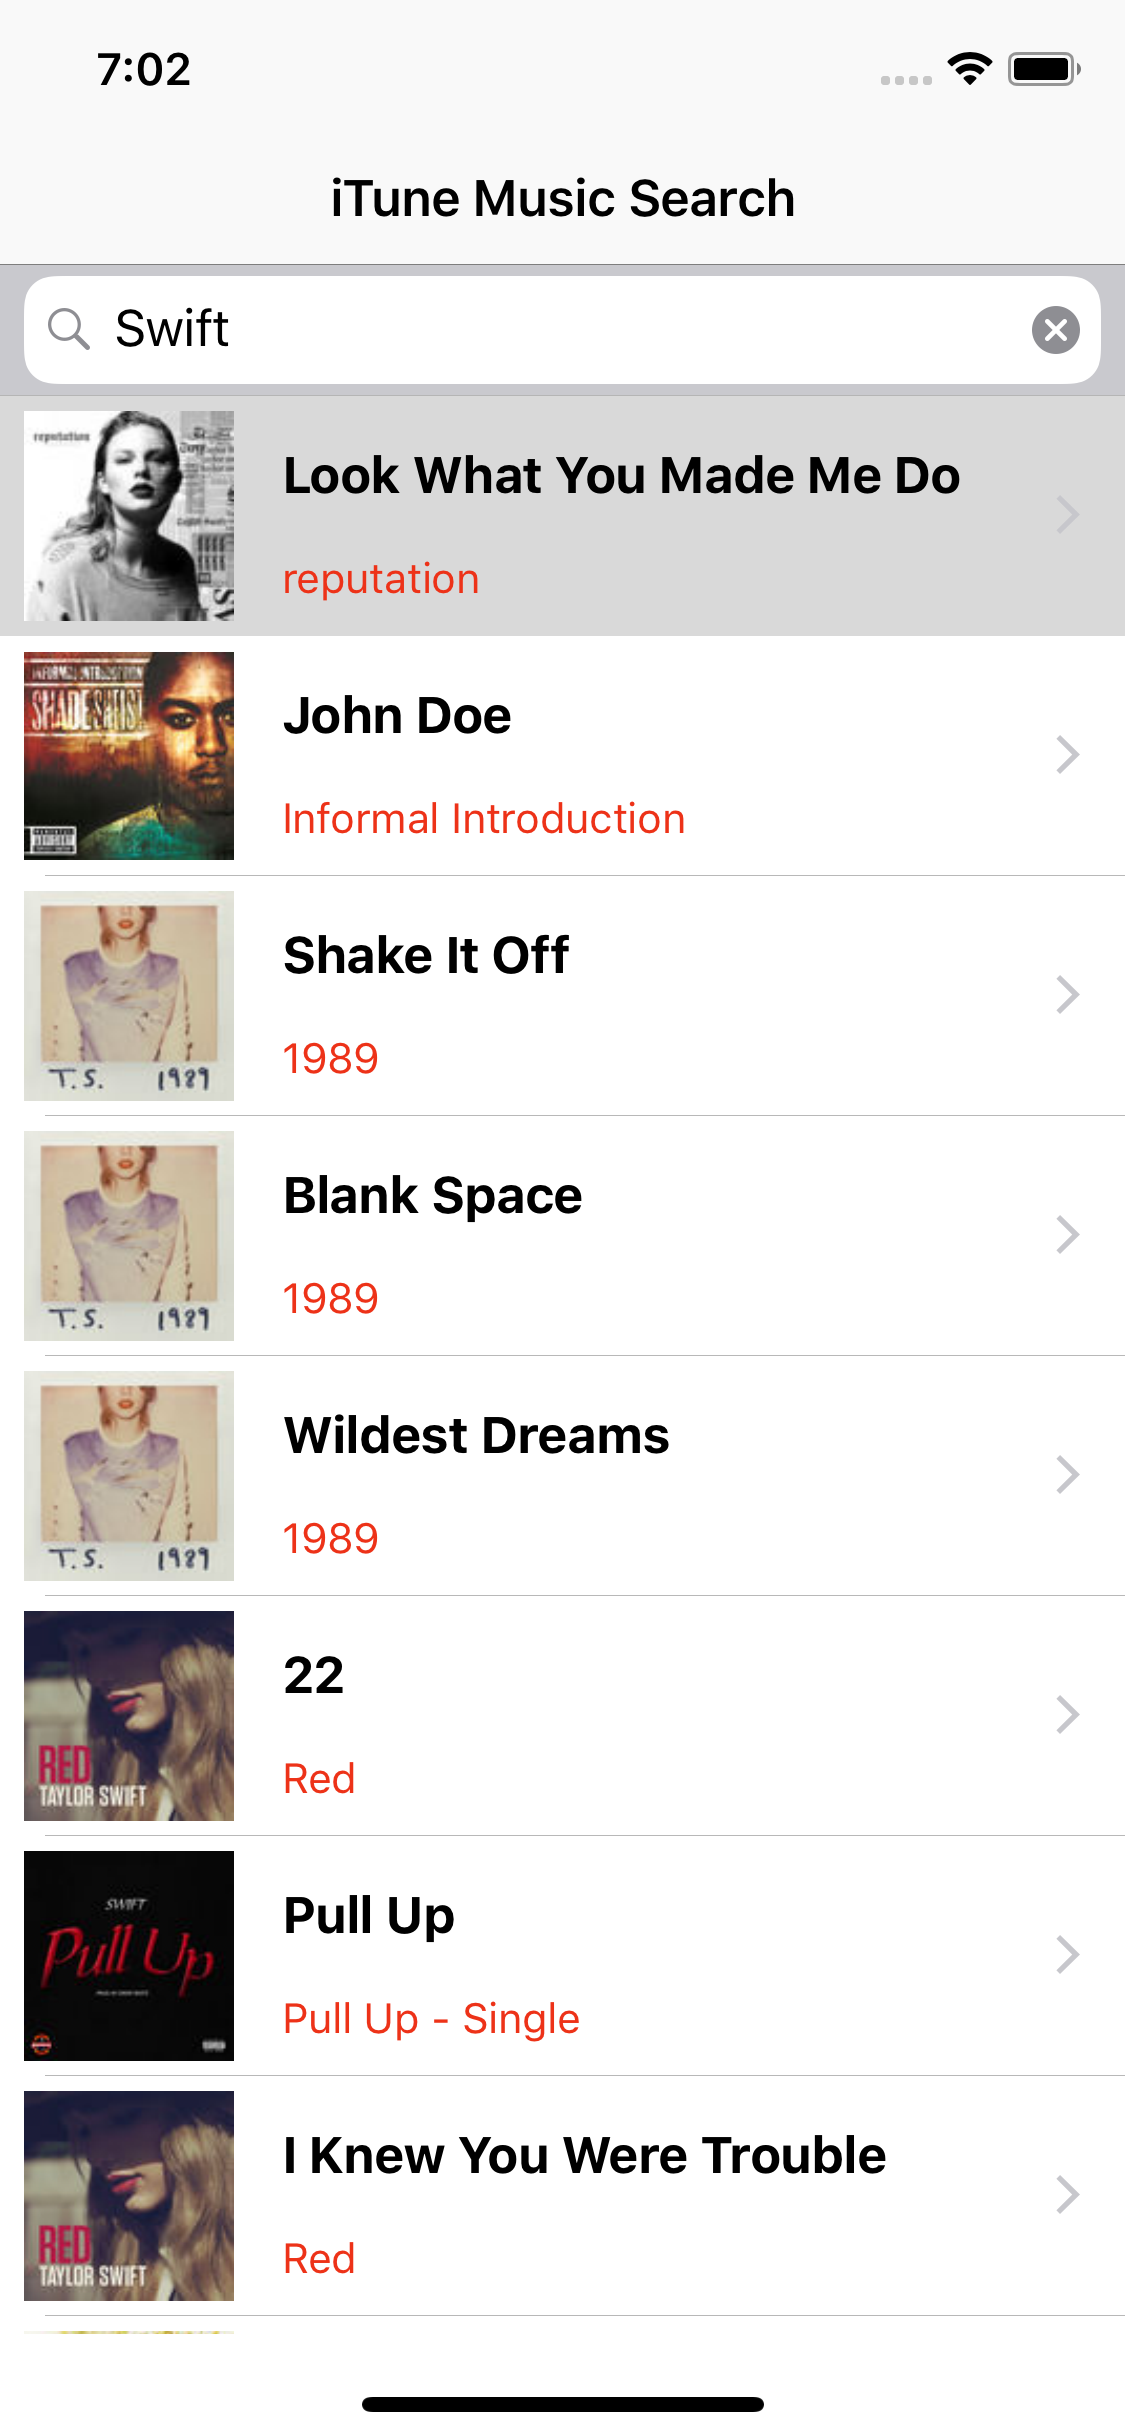 7:02
iTune Music Search
Swift
reputation
Look What You Made Me Do
reputation
INFORMAL INTRODUCTION
John Doe
Informal Introduction
Shake It Off
1989
T.S. 1989
Blank Space
1989
T.S. 1989
Wildest Dreams
1989
T.S. 1989
22
Red
RED
TAYLOR SWIFT
SWIFT
Pull Up
Pull Up
Pull Up - Single
I Knew You Were Trouble
Red
RED
TAYLOR SWIFT